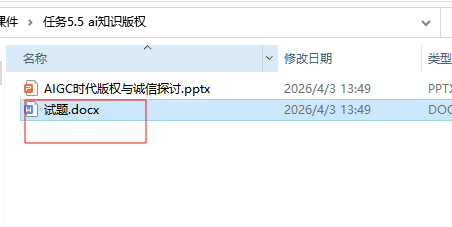 课件 › 任务5.5 ai知识版权
名称 修改日期 类型
AIGC时代版权与诚信探讨.pptx 2026/4/3 13:49 PPTX
试题.docx 2026/4/3 13:49 DOC